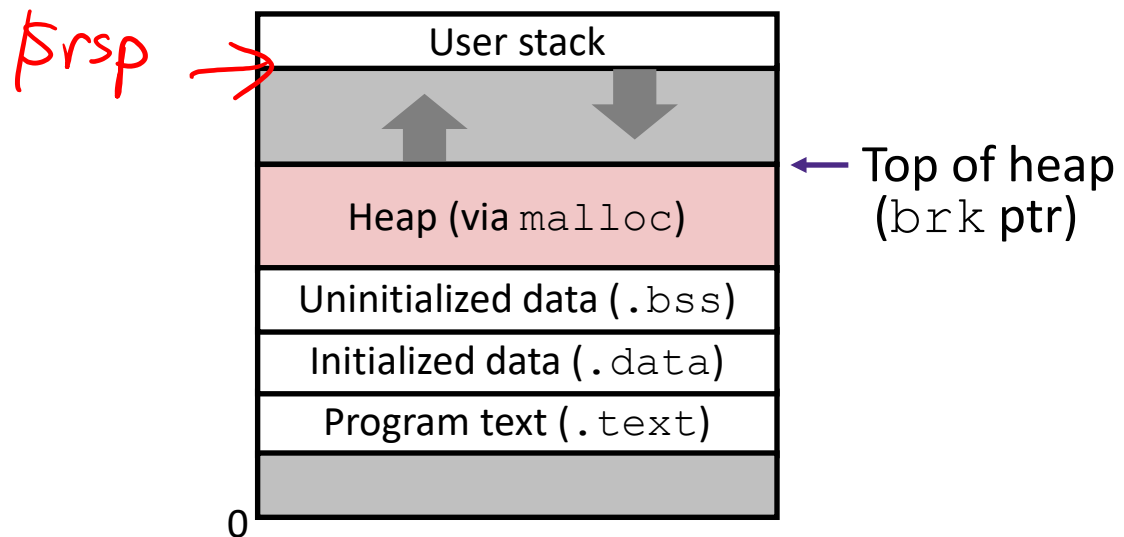 $rsp
User stack
Top of heap
(brk ptr)
Heap (via malloc)
Uninitialized data (.bss)
Initialized data (.data)
Program text (.text)
0